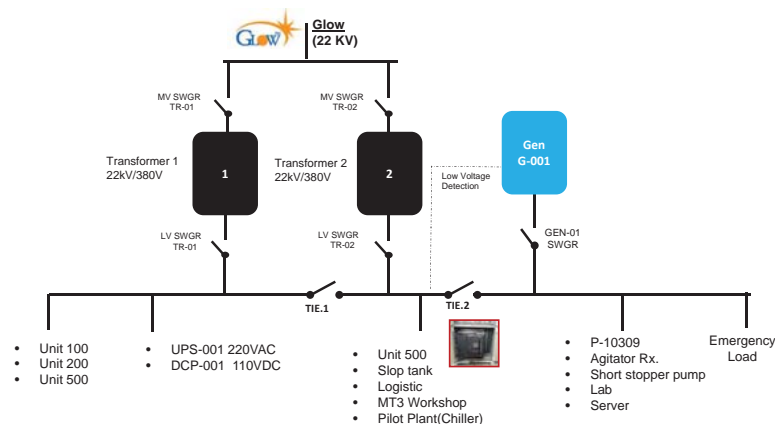 Glow
Glow
(22 KV)
MV SWGR
TR-01
MV SWGR
TR-02
Transformer 1
22kV/380V
1
Transformer 2
22kV/380V
2
Gen
G-001
Low Voltage
Detection
LV SWGR
TR-01
LV SWGR
TR-02
GEN-01
SWGR
TIE.1
TIE.2
• Unit 100
• Unit 200
• Unit 500
• UPS-001 220VAC
• DCP-001 110VDC
• Unit 500
• Slop tank
• Logistic
• MT3 Workshop
• Pilot Plant(Chiller)
• P-10309
• Agitator Rx.
• Short stopper pump
• Lab
• Server
Emergency
Load